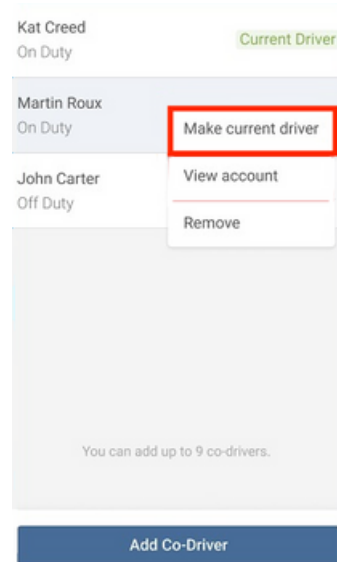 Kat Creed
On Duty
Current Driver
Martin Roux
On Duty
Make current driver
View account
Remove
John Carter
Off Duty
You can add up to 9 co-drivers.
Add Co-Driver